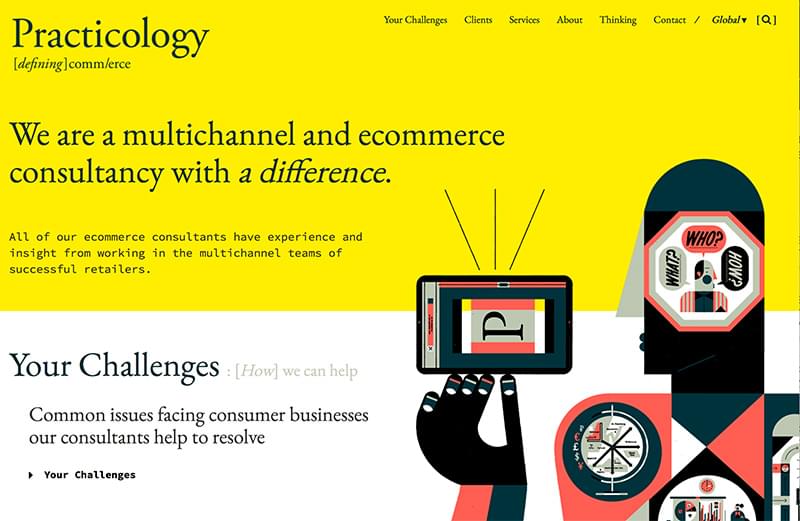 Practicology
[defining]comm/erce
Your Challenges Clients Services About Thinking Contact / Global ▾ [ ]
We are a multichannel and ecommerce
consultancy with a difference.
All of our ecommerce consultants have experience and
insight from working in the multichannel teams of
successful retailers.
WHO?
WHAT?
HOW?
P
Your Challenges : [How] we can help
Common issues facing consumer businesses
our consultants help to resolve
Your Challenges
£
€
$
¥